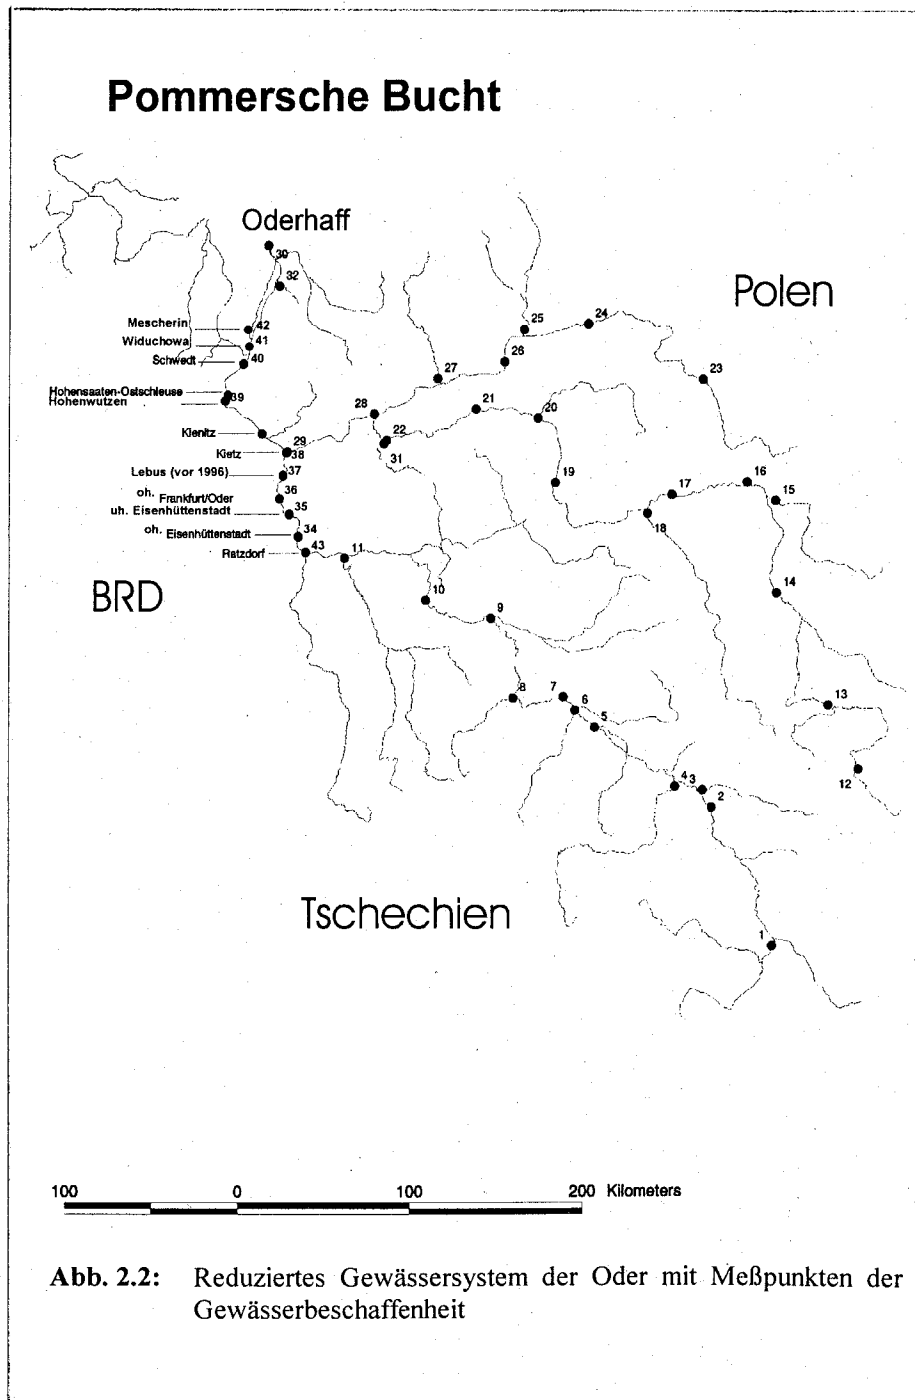 Pommersche Bucht
Oderhaff
30
32
Polen
Mescherin
42
Widuchowa
41
Schwedt
40
25
24
26
27
23
Hohensaaten-Ostschleuse
39
Hohenwutzen
28
21
20
Kienitz
22
29
Kietz
38
31
Lebus (vor 1996)
37
19
17
16
15
oh. Frankfurt/Oder
36
uh. Eisenhüttenstadt
35
18
oh. Eisenhüttenstadt
34
Ratzdorf
43
11
BRD
10
9
14
8
7
6
5
13
12
4
3
2
Tschechien
1
100 0 100 200 Kilometers
Abb. 2.2: Reduziertes Gewässersystem der Oder mit Meßpunkten der
Gewässerbeschaffenheit